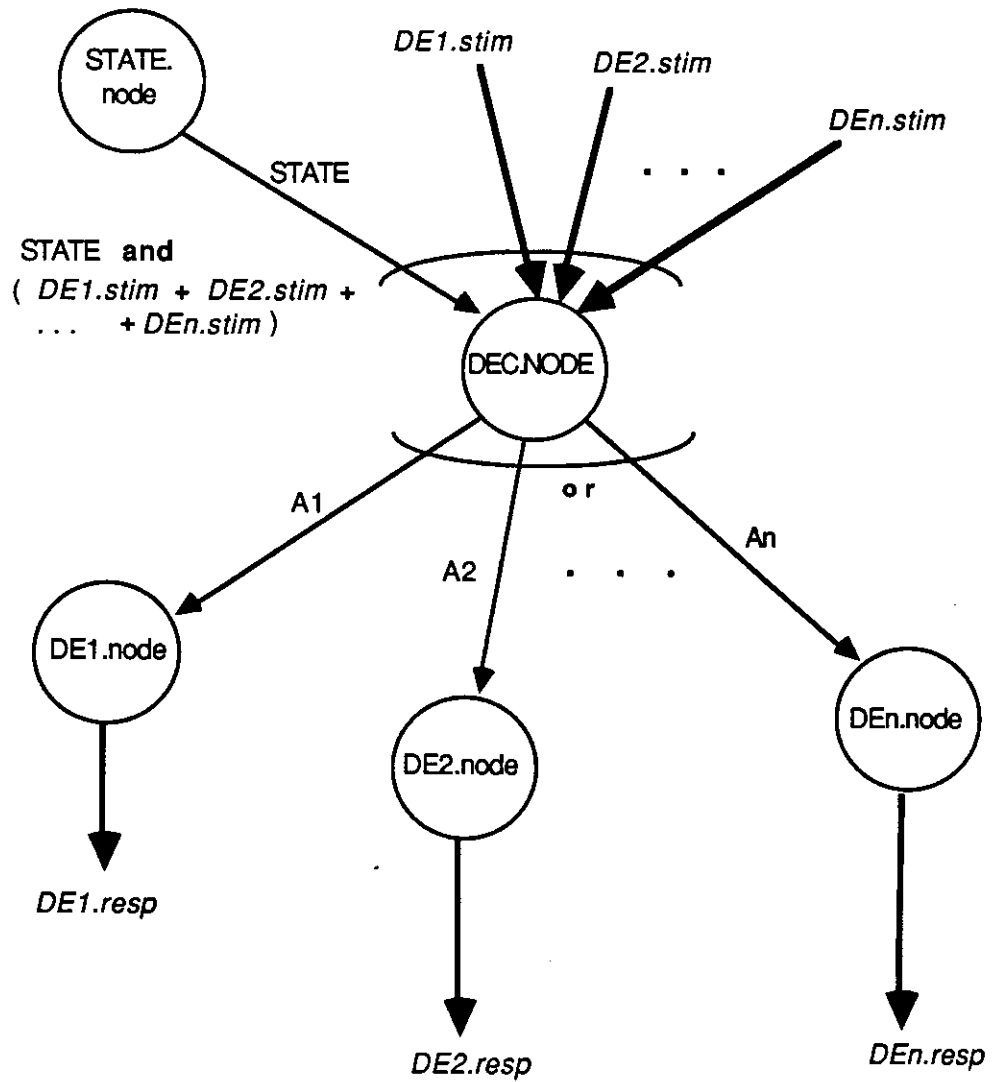 STATE.
node
DE1.stim
DE2.stim
DEn.stim
. . .
STATE
STATE and
( DE1.stim + DE2.stim +
... + DEn.stim )
DEC.NODE
or
A1
A2
. . .
An
DE1.node
DE2.node
DEn.node
DE1.resp
DE2.resp
DEn.resp